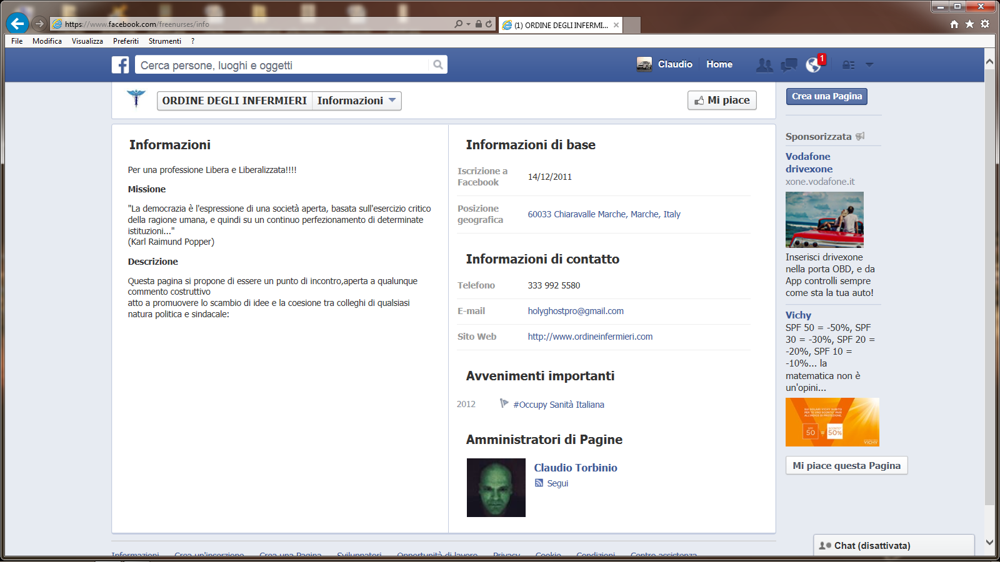 https://www.facebook.com/freenurses/info
(1) ORDINE DEGLI INFERMI...
File Modifica Visualizza Preferiti Strumenti ?
Cerca persone, luoghi e oggetti
Claudio Home
1
ORDINE DEGLI INFERMIERI Informazioni
Mi piace
Crea una Pagina
Informazioni
Per una professione Libera e Liberalizzata!!!!
Missione
"La democrazia è l'espressione di una società aperta, basata sull'esercizio critico
della ragione umana, e quindi su un continuo perfezionamento di determinate
istituzioni..."
(Karl Raimund Popper)
Descrizione
Questa pagina si propone di essere un punto di incontro,aperta a qualunque
commento costruttivo
atto a promuovere lo scambio di idee e la coesione tra colleghi di qualsiasi
natura politica e sindacale:
Informazioni di base
Iscrizione a
Facebook
14/12/2011
Posizione
geografica
60033 Chiaravalle Marche, Marche, Italy
Informazioni di contatto
Telefono 333 992 5580
E-mail holyghostpro@gmail.com
Sito Web http://www.ordineinfermieri.com
Avvenimenti importanti
2012 #Occupy Sanità Italiana
Amministratori di Pagine
Claudio Torbinio
Segui
Sponsorizzata
Vodafone
drivexone
xone.vodafone.it
Inserisci drivexone
nella porta OBD, e da
App controlli sempre
come sta la tua auto!
Vichy
SPF 50 = -50%, SPF
30 = -30%, SPF 20 =
-20%, SPF 10 =
-10%... la
matematica non è
un'opini...
50 = 50%
VICHY
Mi piace questa Pagina
Informazioni Crea un'inserzione Crea una Pagina Sviluppatori Opportunità di lavoro Privacy Cookie Condizioni Centro assistenza
Chat (disattivata)